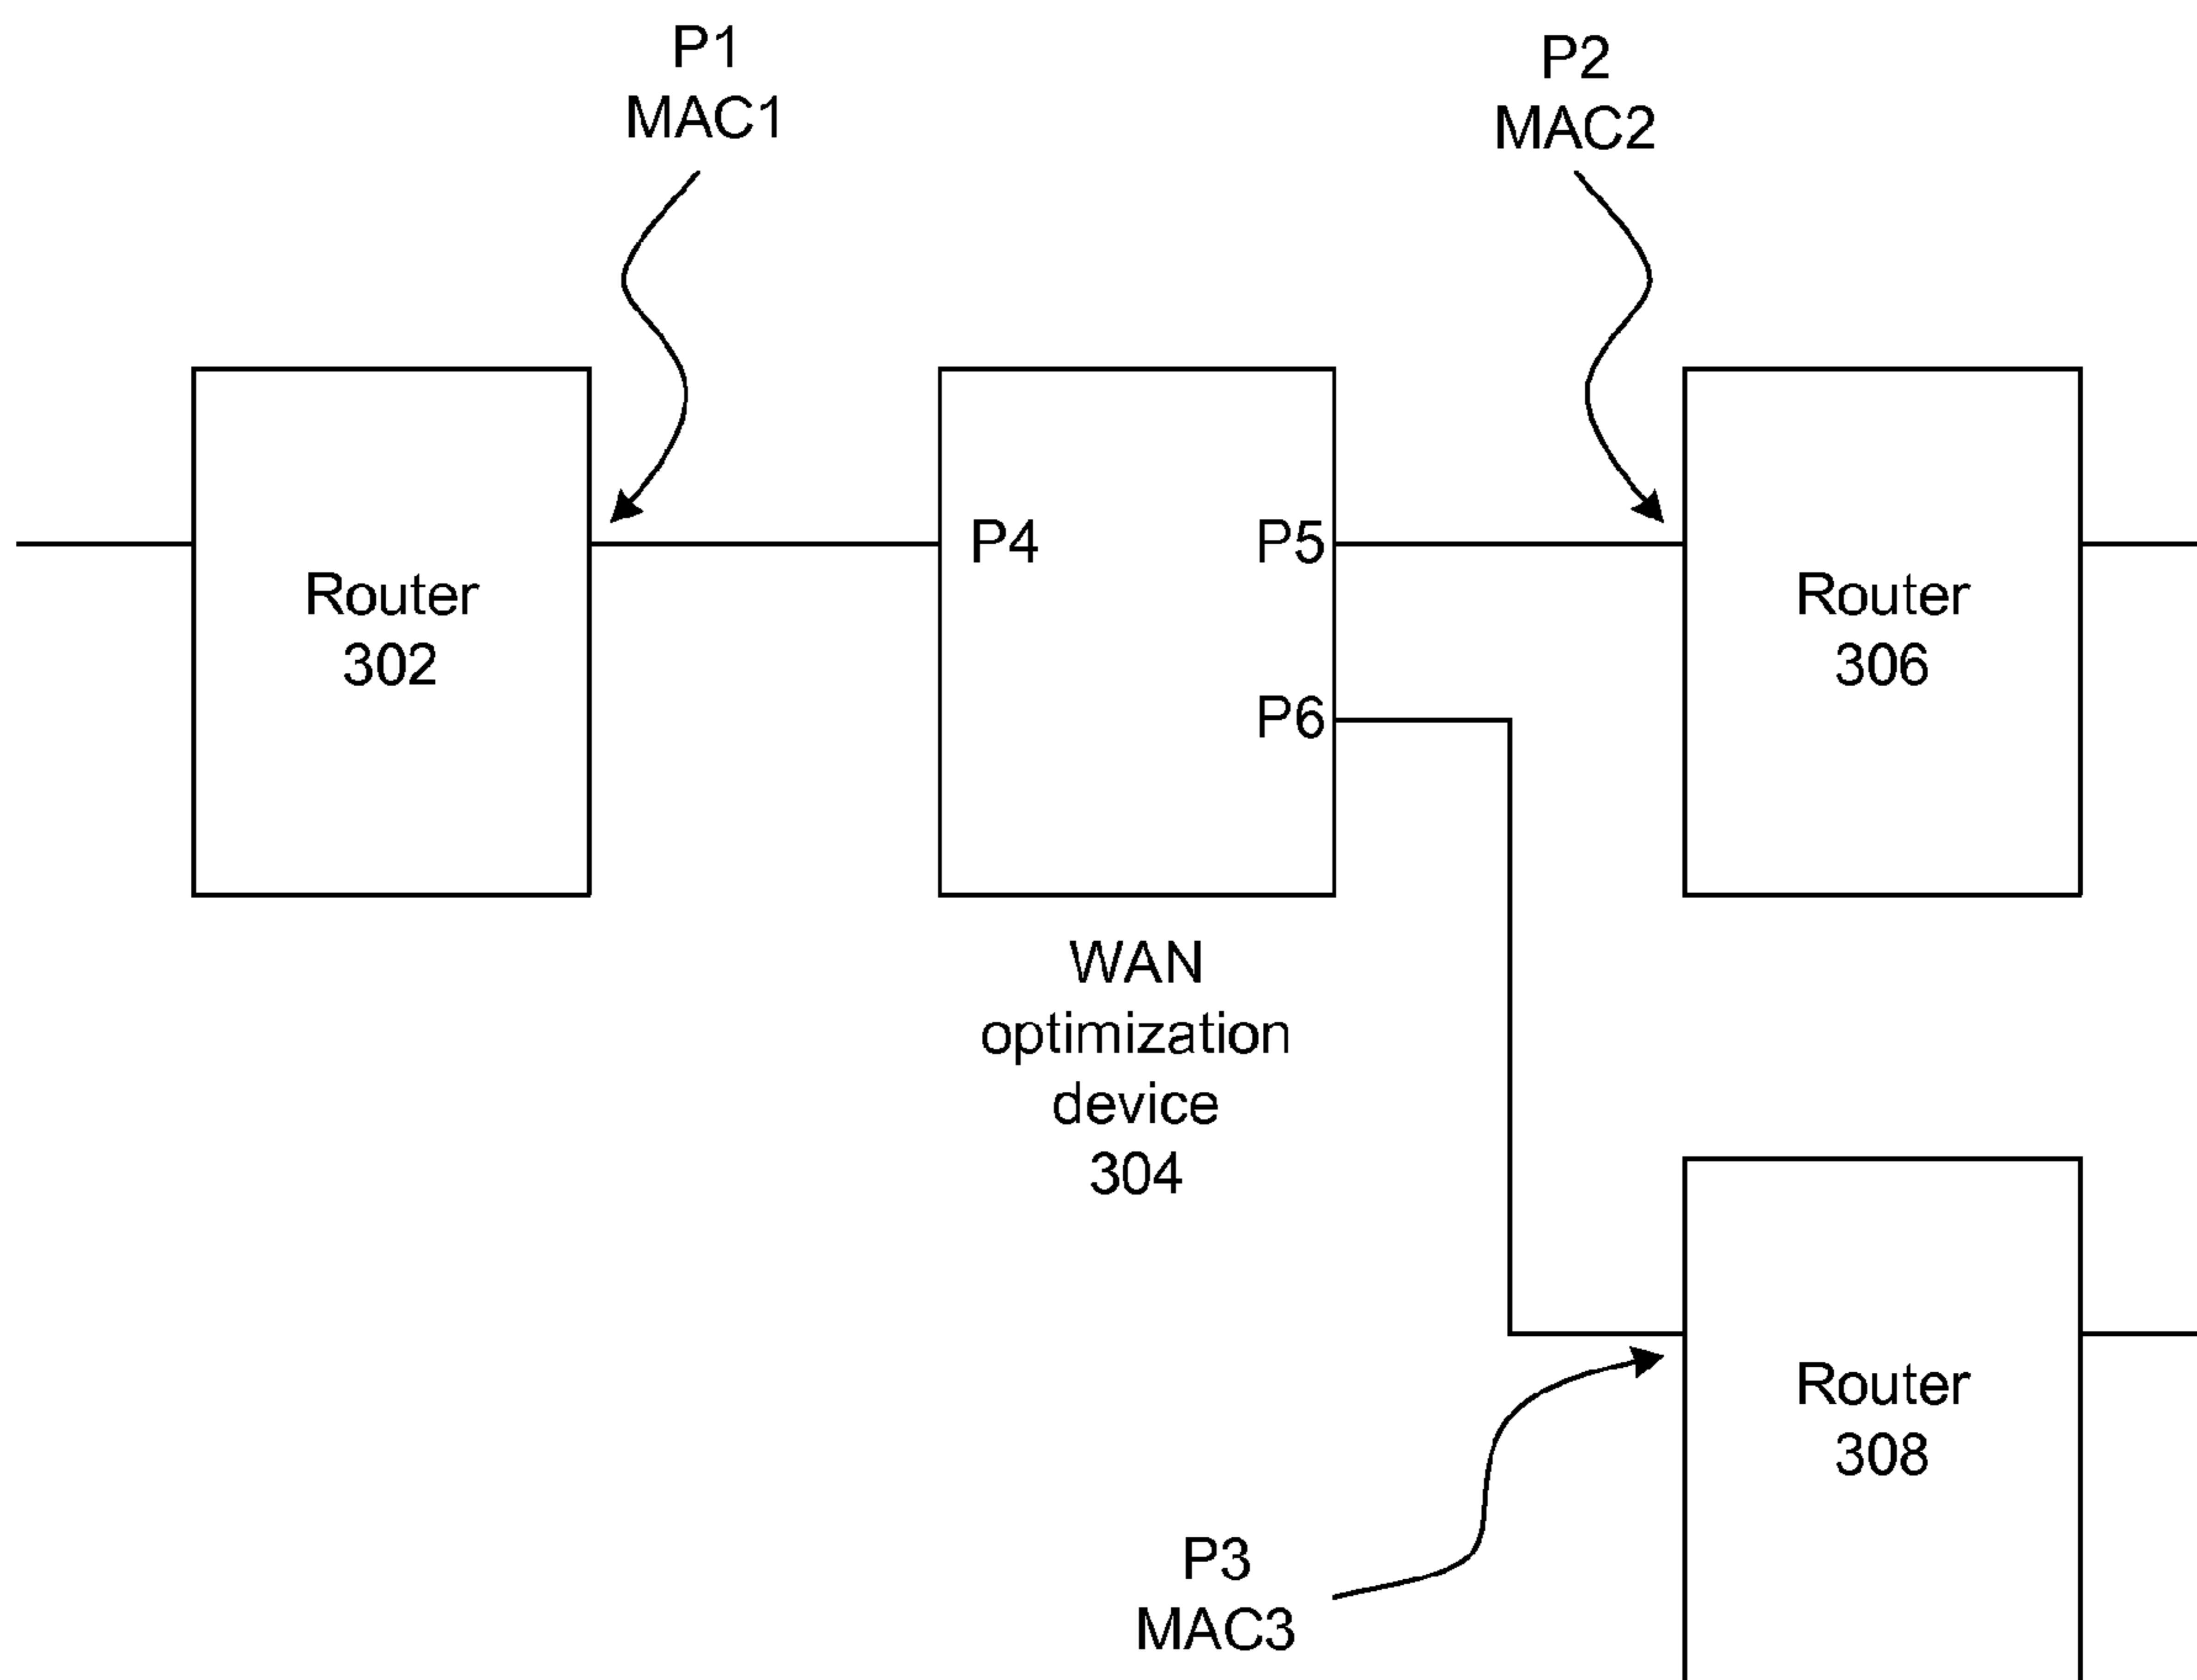 P1
MAC1
P2
MAC2
Router
302
P4
P5
P6
Router
306
WAN
optimization
device
304
Router
308
P3
MAC3